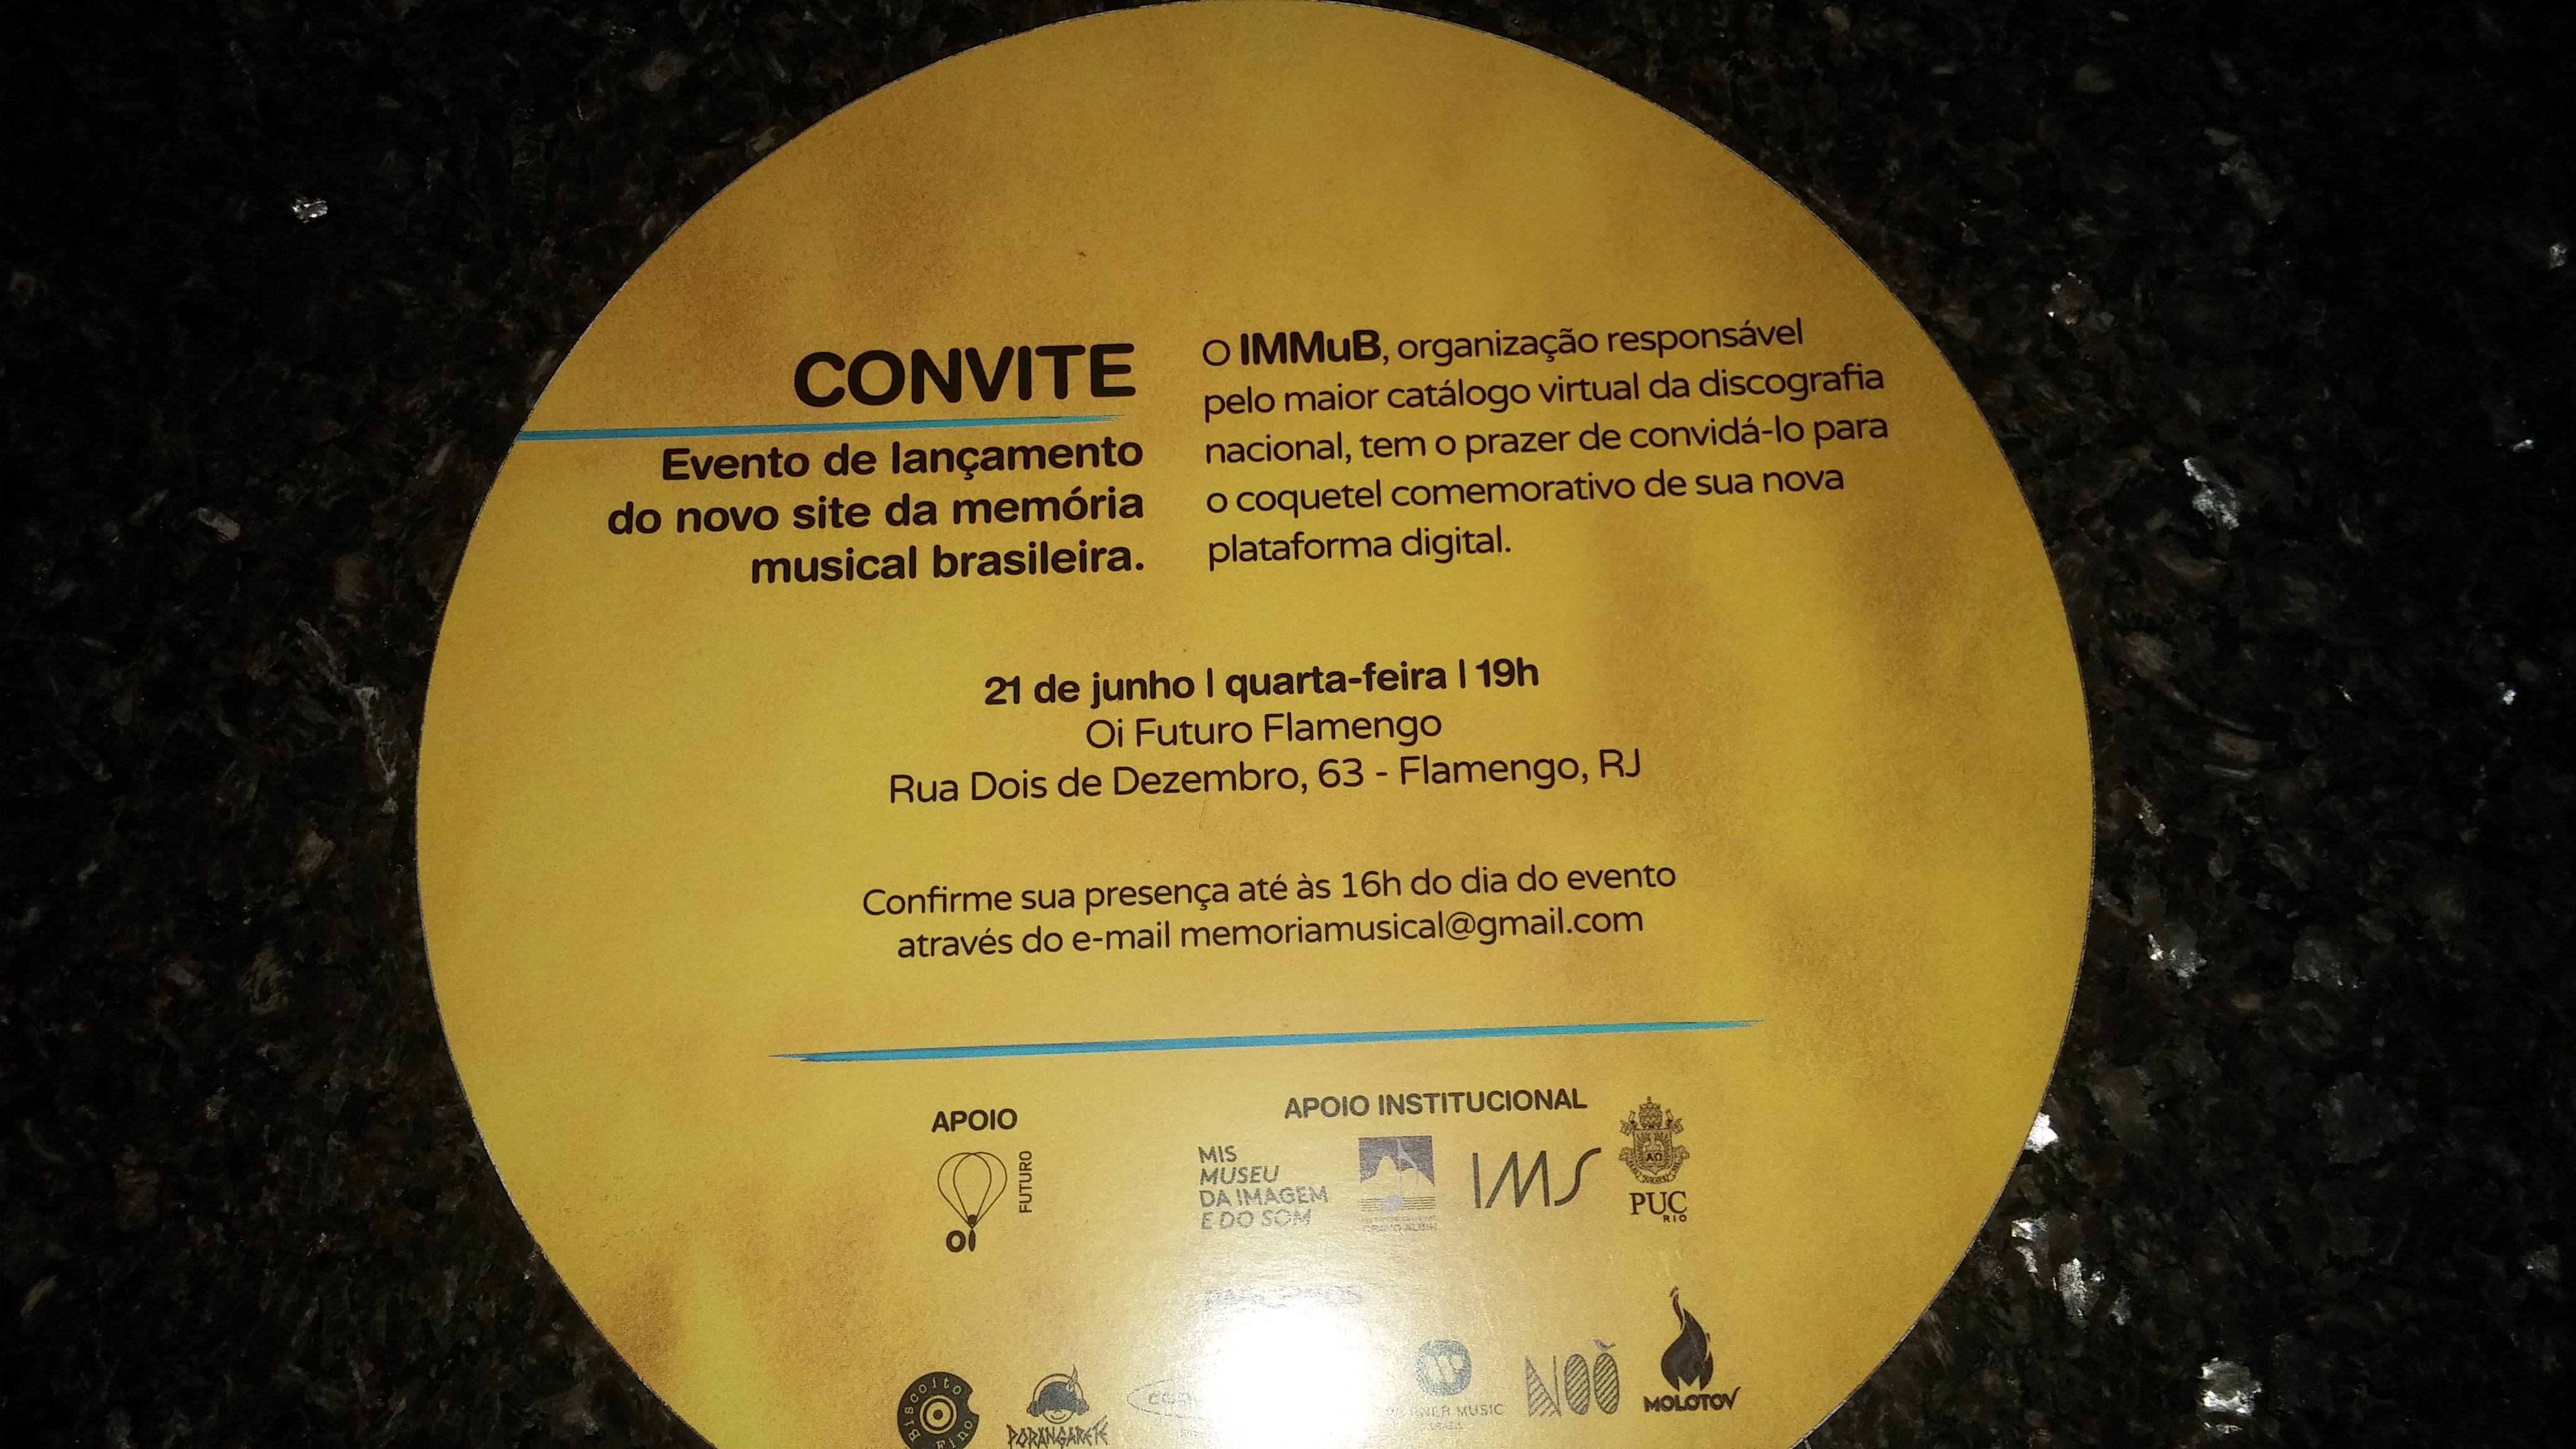 CONVITE
Evento de lançamento
do novo site da memória
musical brasileira.
O IMMuB, organização responsável
pelo maior catálogo virtual da discografia
nacional, tem o prazer de convidá-lo para
o coquetel comemorativo de sua nova
plataforma digital.
21 de junho | quarta-feira | 19h
Oi Futuro Flamengo
Rua Dois de Dezembro, 63 - Flamengo, RJ
Confirme sua presença até às 16h do dia do evento
através do e-mail memoriamusical@gmail.com
APOIO
oi
FUTURO
APOIO INSTITUCIONAL
MIS
MUSEU
DA IMAGEM
E DO SOM
IMS
PUC
RIO
Biscoito Fino
PORANGARETE
MUSIC
NOÔ
MOLOTOV